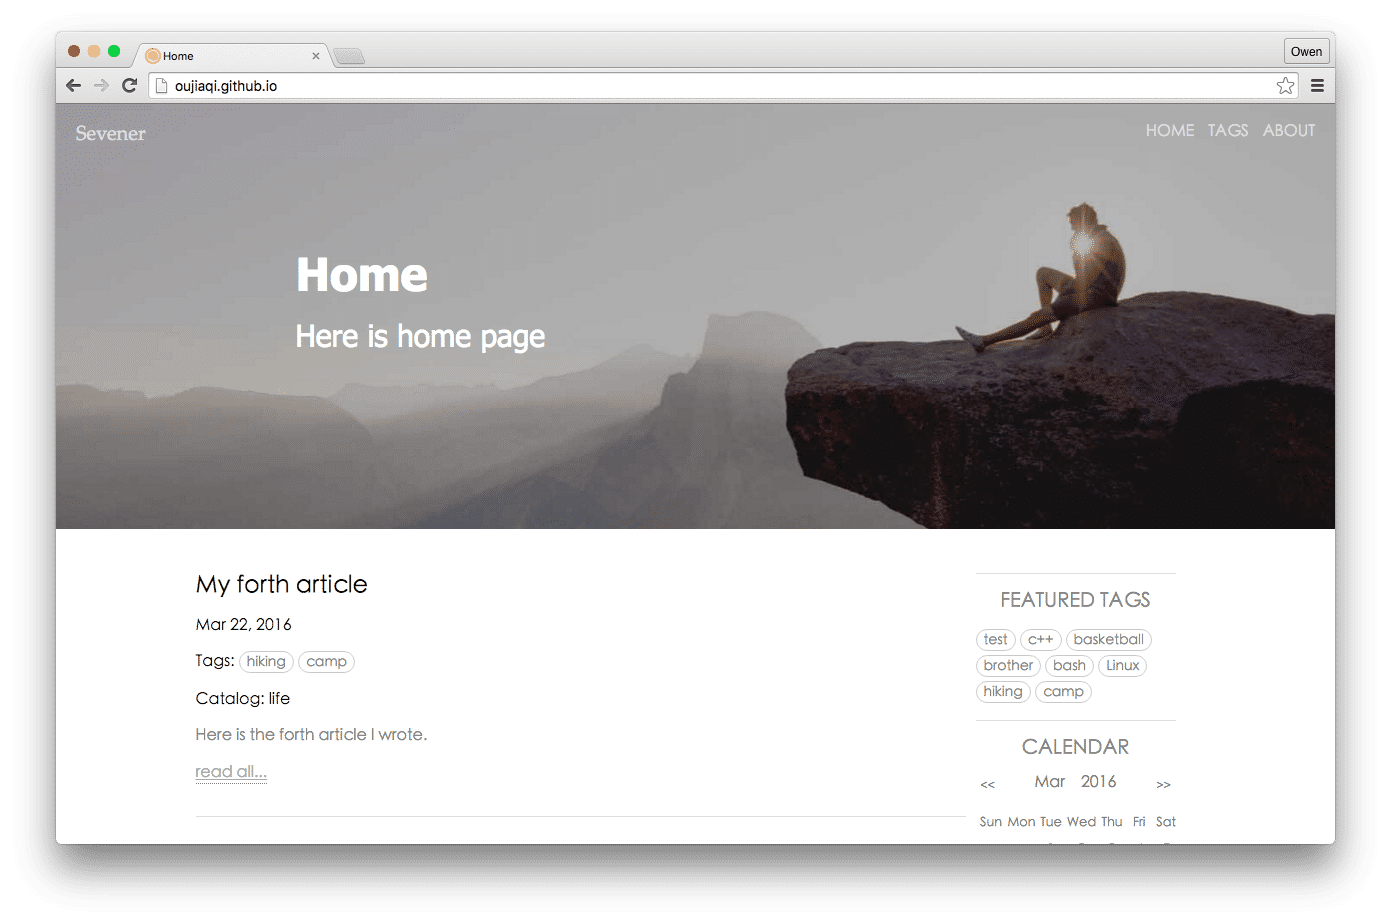 Home
Owen
oujiaqi.github.io
Sevener
HOME TAGS ABOUT
Home
Here is home page
My forth article
Mar 22, 2016
Tags: hiking camp
Catalog: life
Here is the forth article I wrote.
read all...
FEATURED TAGS
test c++ basketball
brother bash Linux
hiking camp
CALENDAR
<< Mar 2016 >>
Sun Mon Tue Wed Thu Fri Sat